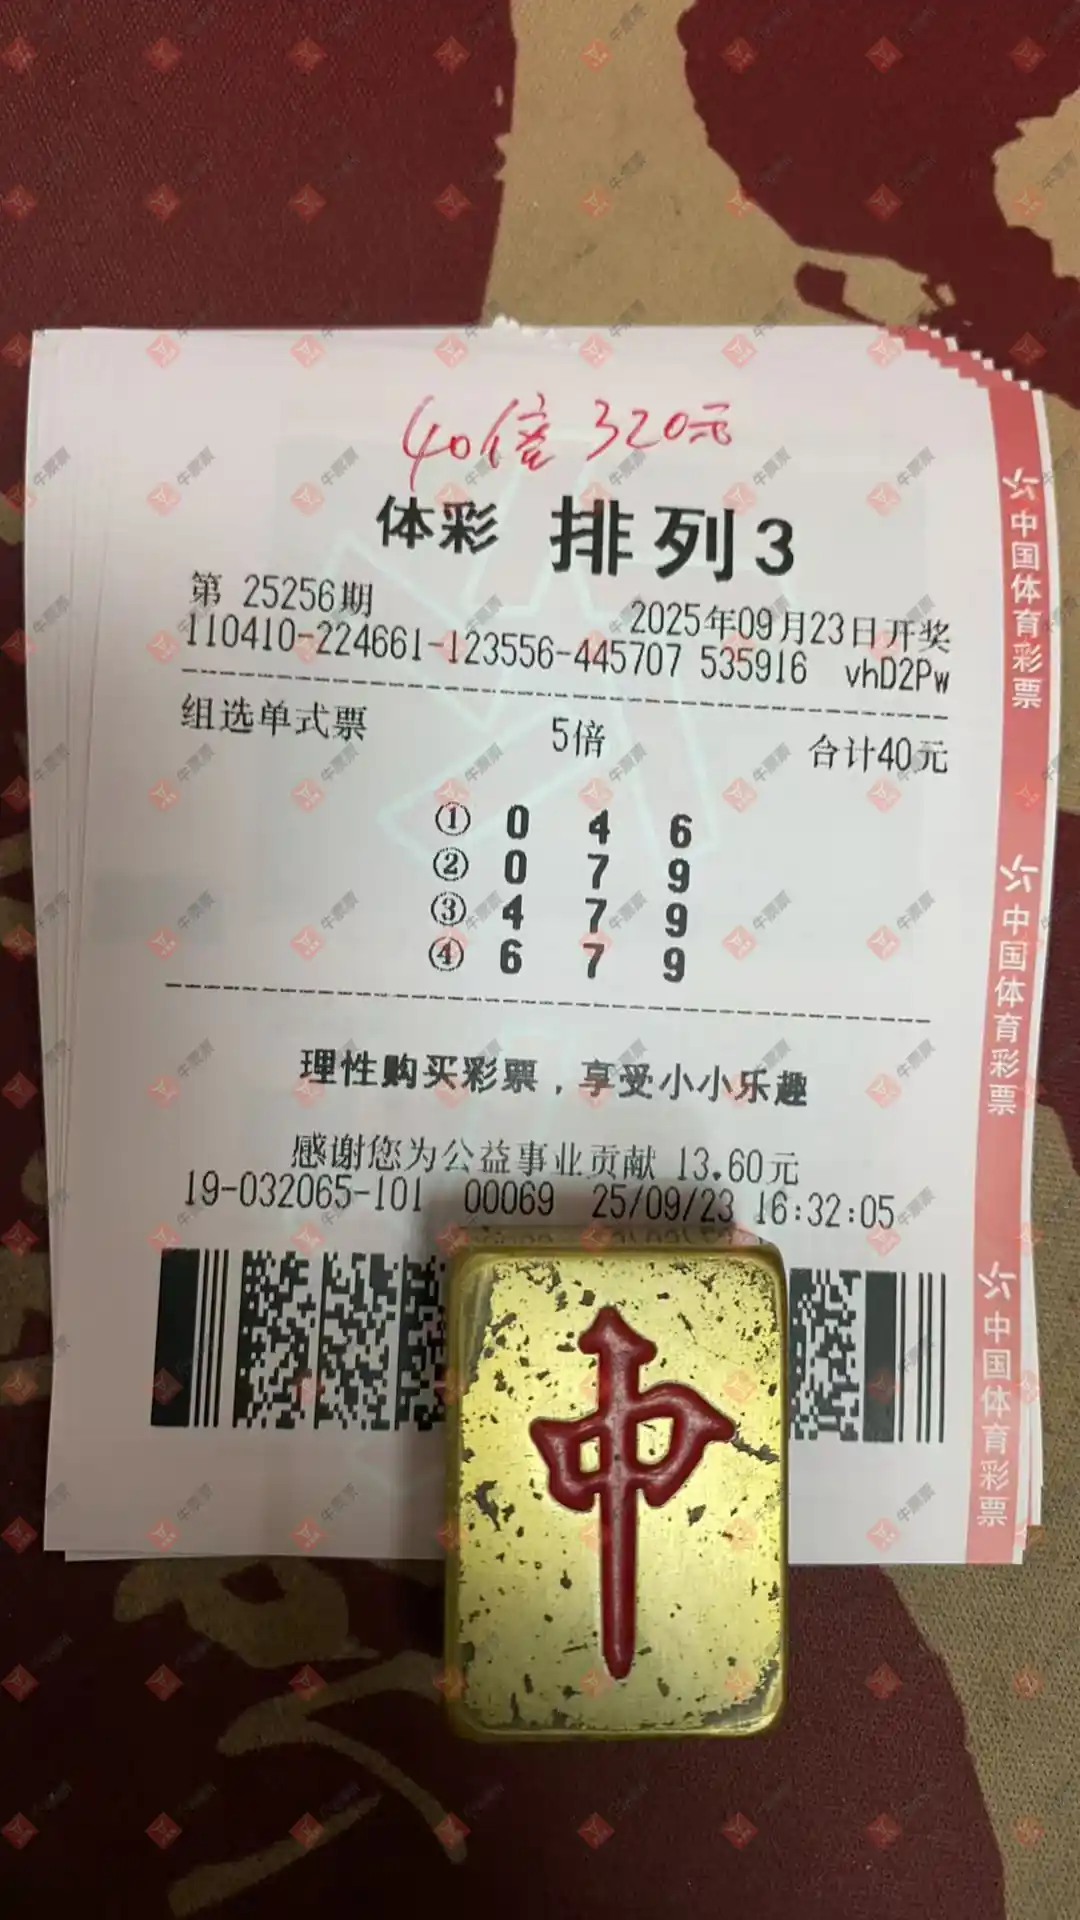 40倍 320元
体彩 排列3
第 25256期
2025年09月23日开奖
110410-224661-123556-445707 535916 vhD2Pw
组选单式票 5倍 合计40元
① 0 4 6
② 0 7 9
③ 4 7 9
④ 6 7 9
理性购买彩票，享受小小乐趣
感谢您为公益事业贡献 13.60元
19-032065-101 00069 25/09/23 16:32:05
中
中国体育彩票
中国体育彩票
中国体育彩票
牛票票